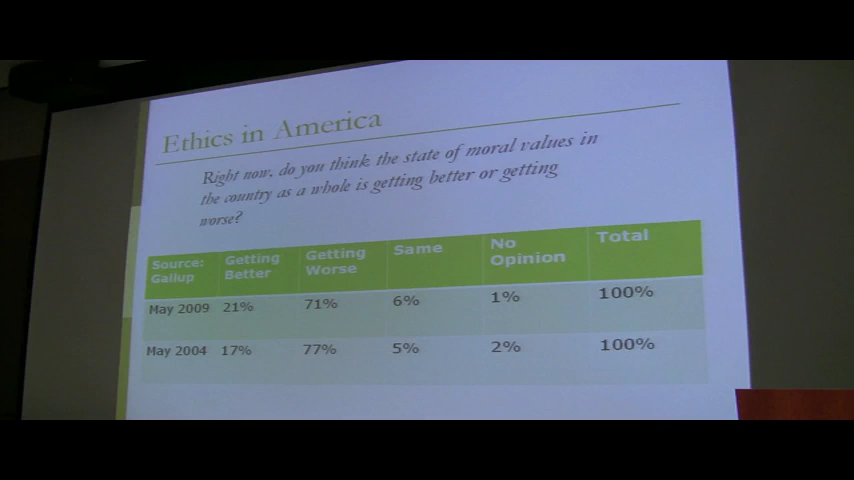 Ethics in America
Right now, do you think the state of moral values in
the country as a whole is getting better or getting
worse?
Source: Gallup Getting Better Getting Worse Same No Opinion Total
May 2009 21% 71% 6% 1% 100%
May 2004 17% 77% 5% 2% 100%